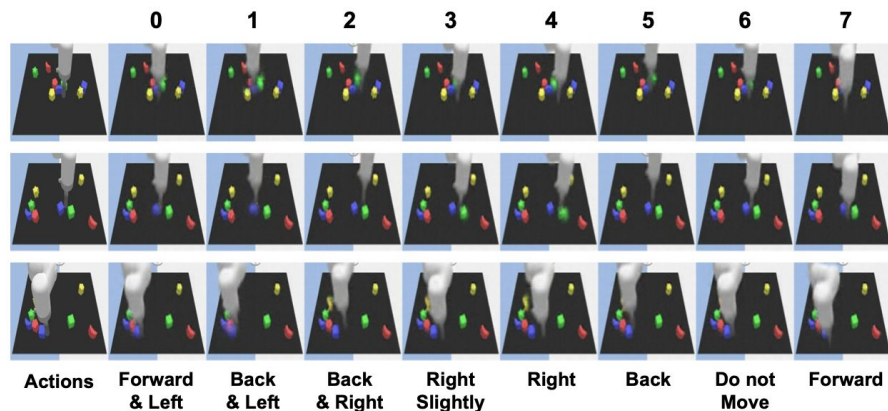 0 1 2 3 4 5 6 7
Actions Forward Back Back Right Right Back Do not Forward
& Left & Left & Right Slightly Move